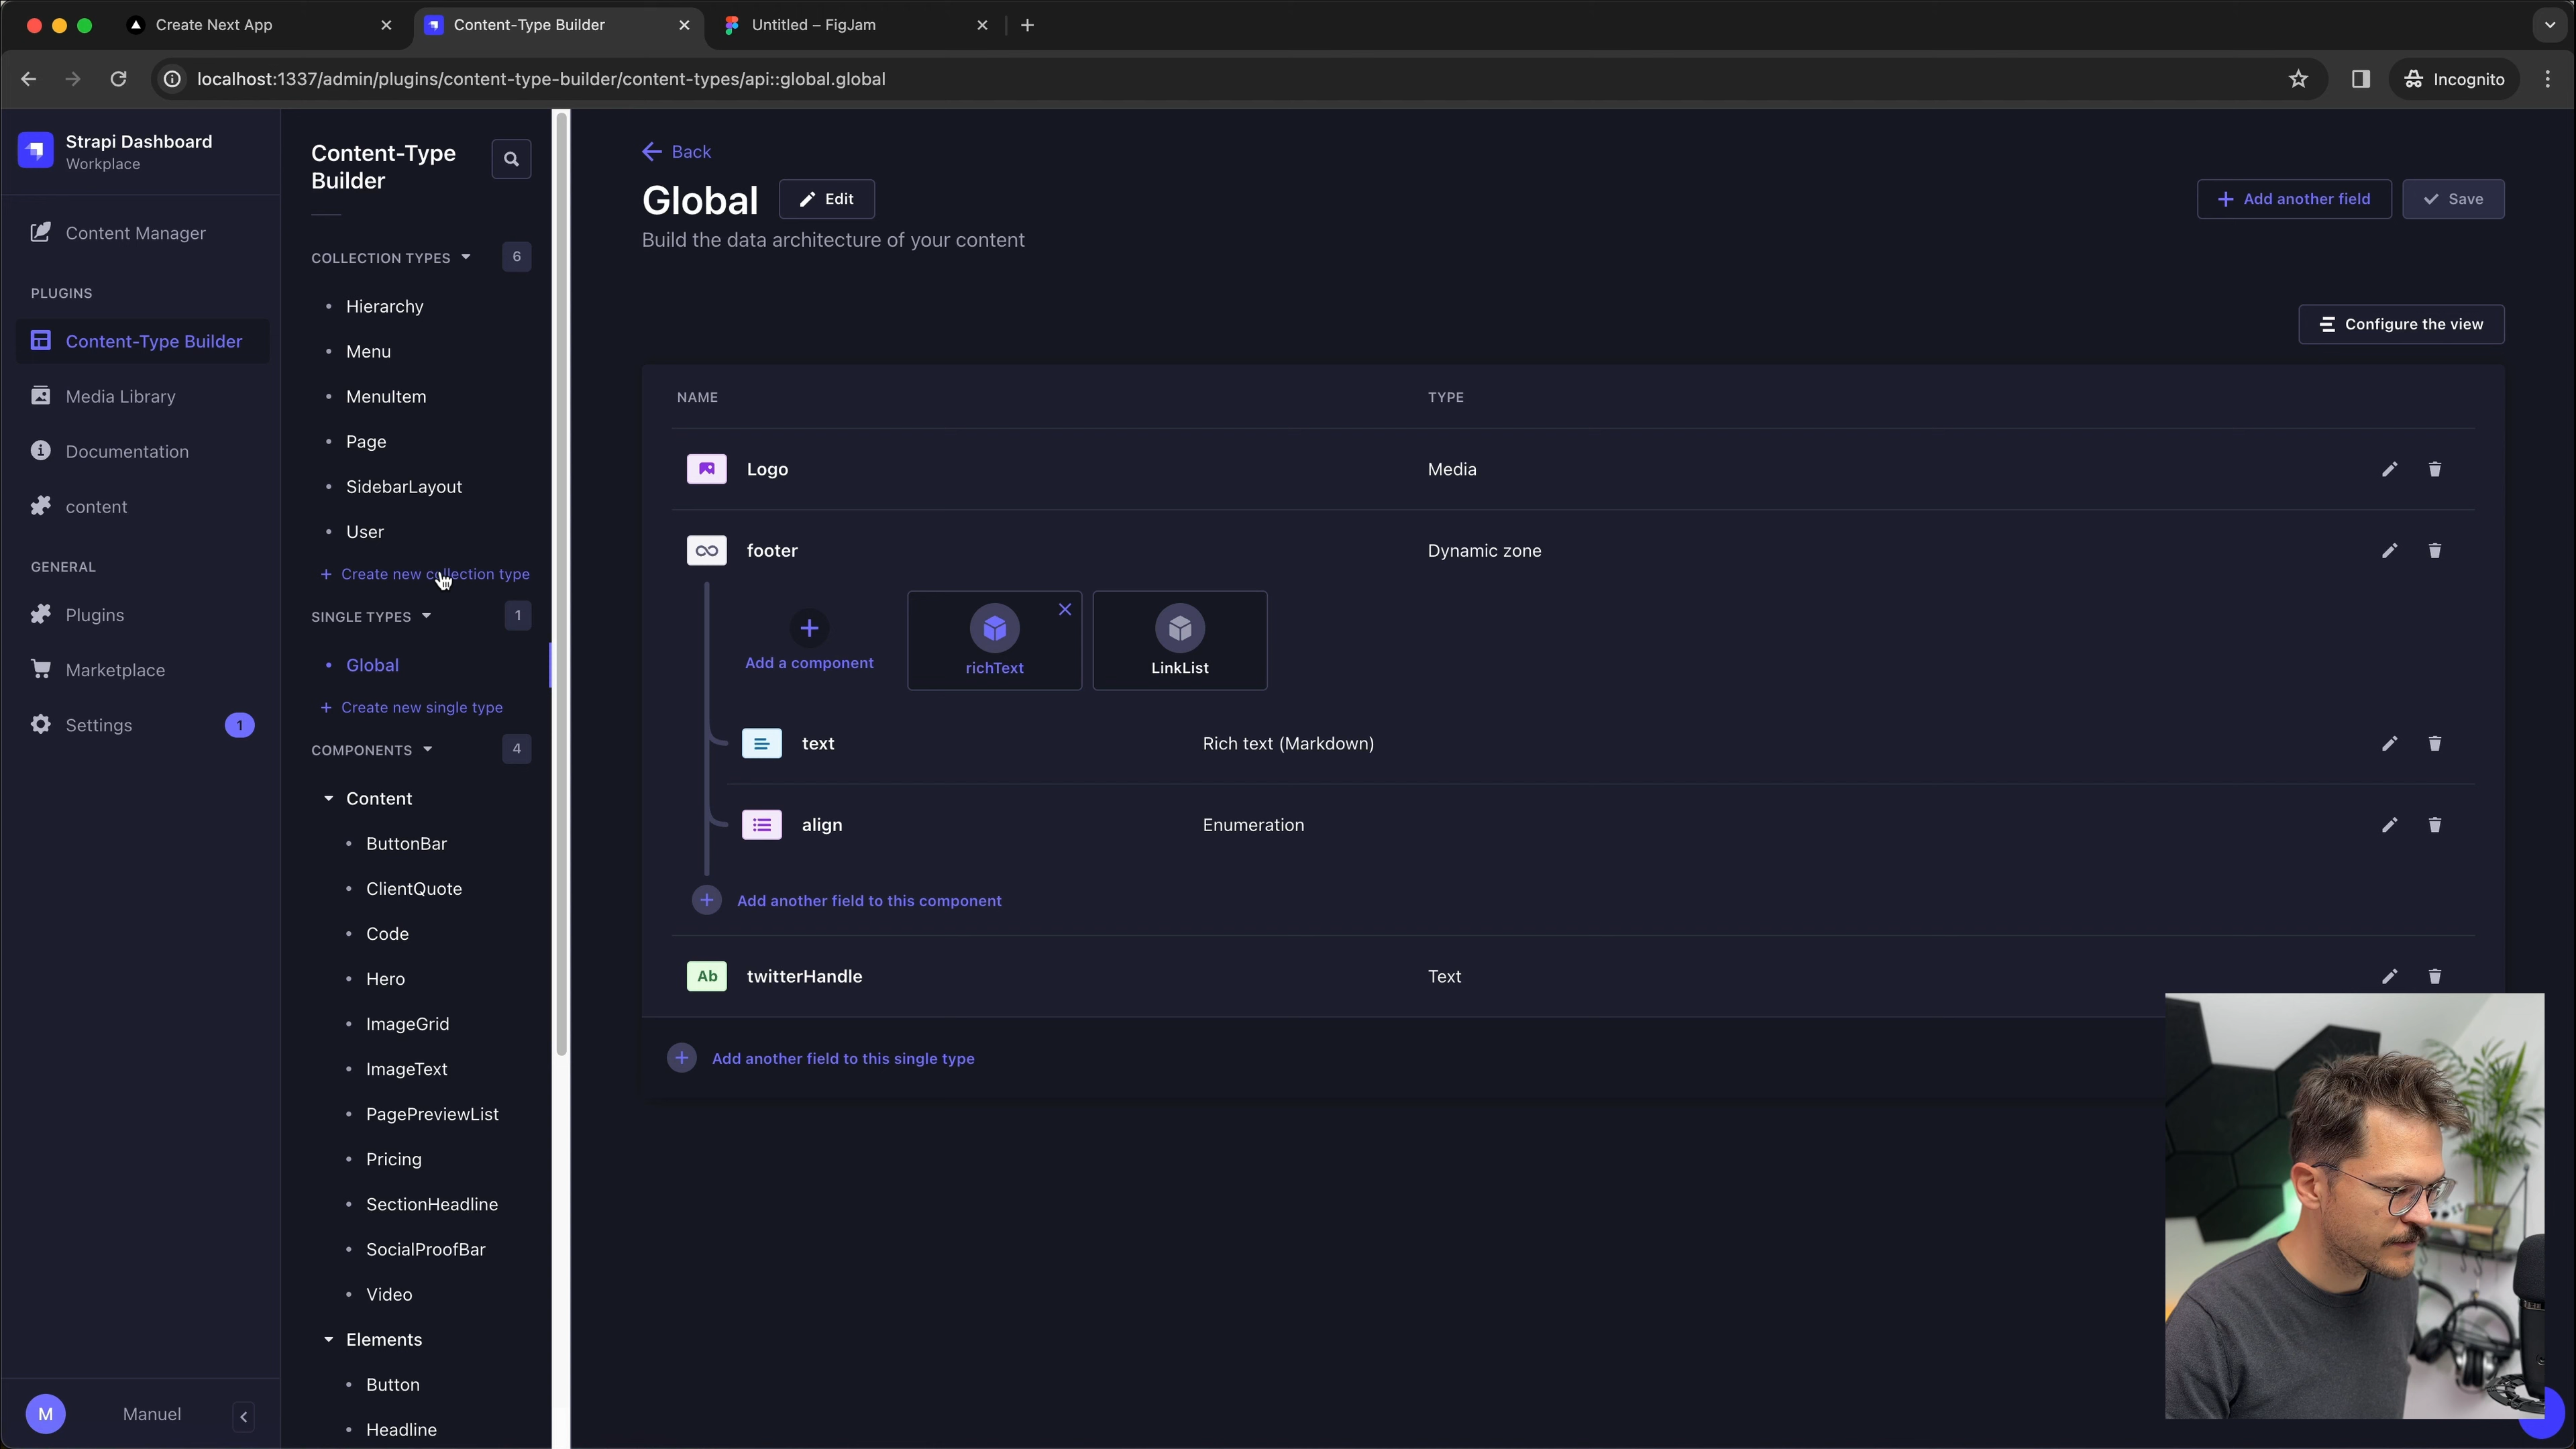 Create Next App
Content-Type Builder
Untitled – FigJam
localhost:1337/admin/plugins/content-type-builder/content-types/api::global.global
Incognito
Strapi Dashboard
Workplace
Content Manager
PLUGINS
Content-Type Builder
Media Library
Documentation
content
GENERAL
Plugins
Marketplace
Settings
1
M
Manuel
Content-Type
Builder
COLLECTION TYPES
6
Hierarchy
Menu
MenuItem
Page
SidebarLayout
User
Create new collection type
SINGLE TYPES
1
Global
Create new single type
COMPONENTS
4
Content
ButtonBar
ClientQuote
Code
Hero
ImageGrid
ImageText
PagePreviewList
Pricing
SectionHeadline
SocialProofBar
Video
Elements
Button
Headline
Back
Global
Edit
Build the data architecture of your content
Add another field
Save
Configure the view
NAME
TYPE
Logo
Media
footer
Dynamic zone
Add a component
richText
LinkList
text
Rich text (Markdown)
align
Enumeration
Add another field to this component
Ab
twitterHandle
Text
Add another field to this single type